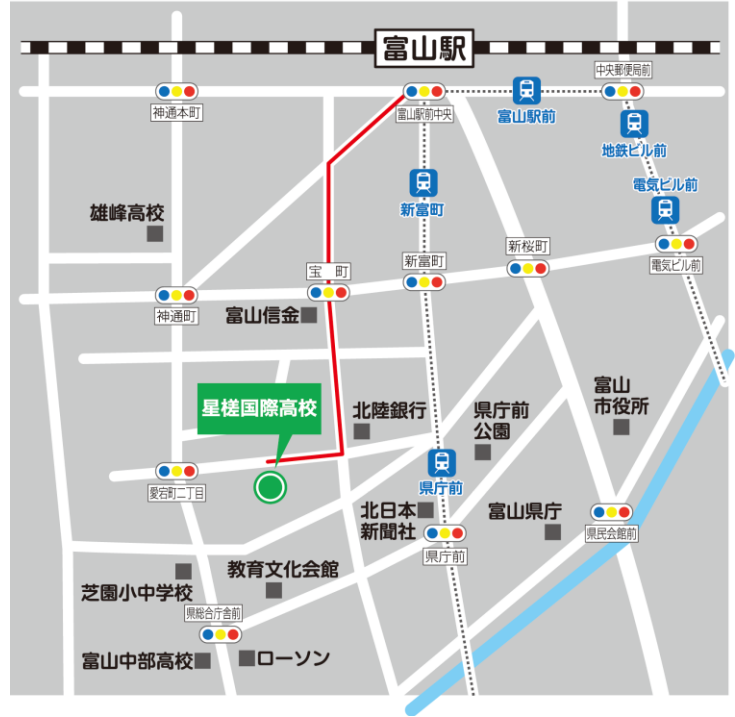 富山駅
中央郵便局前
神通本町
富山駅前中央
富山駅前
地鉄ビル前
電気ビル前
新富町
雄峰高校
新桜町
新富町
宝 町
電気ビル前
神通町
富山信金
星槎国際高校
北陸銀行
県庁前
公園
富山
市役所
愛宕町二丁目
県庁前
北日本
新聞社
富山県庁
県民会館前
県庁前
教育文化会館
芝園小中学校
県総合庁舎前
富山中部高校
ローソン